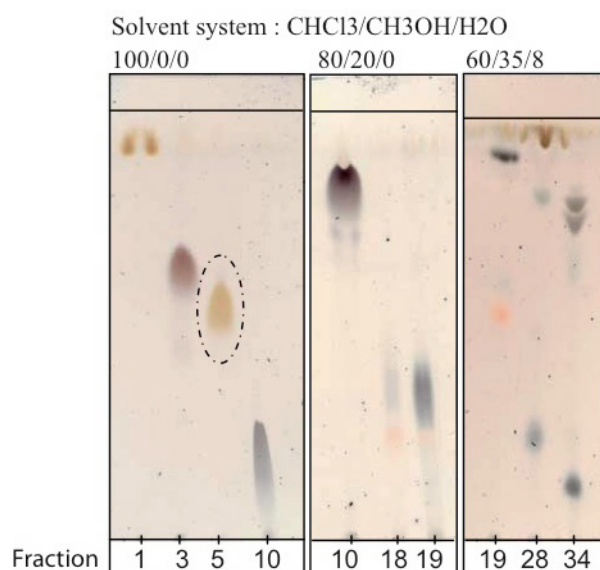 Solvent system : CHCl3/CH3OH/H2O
100/0/0 80/20/0 60/35/8
Fraction 1 3 5 10 10 18 19 19 28 34